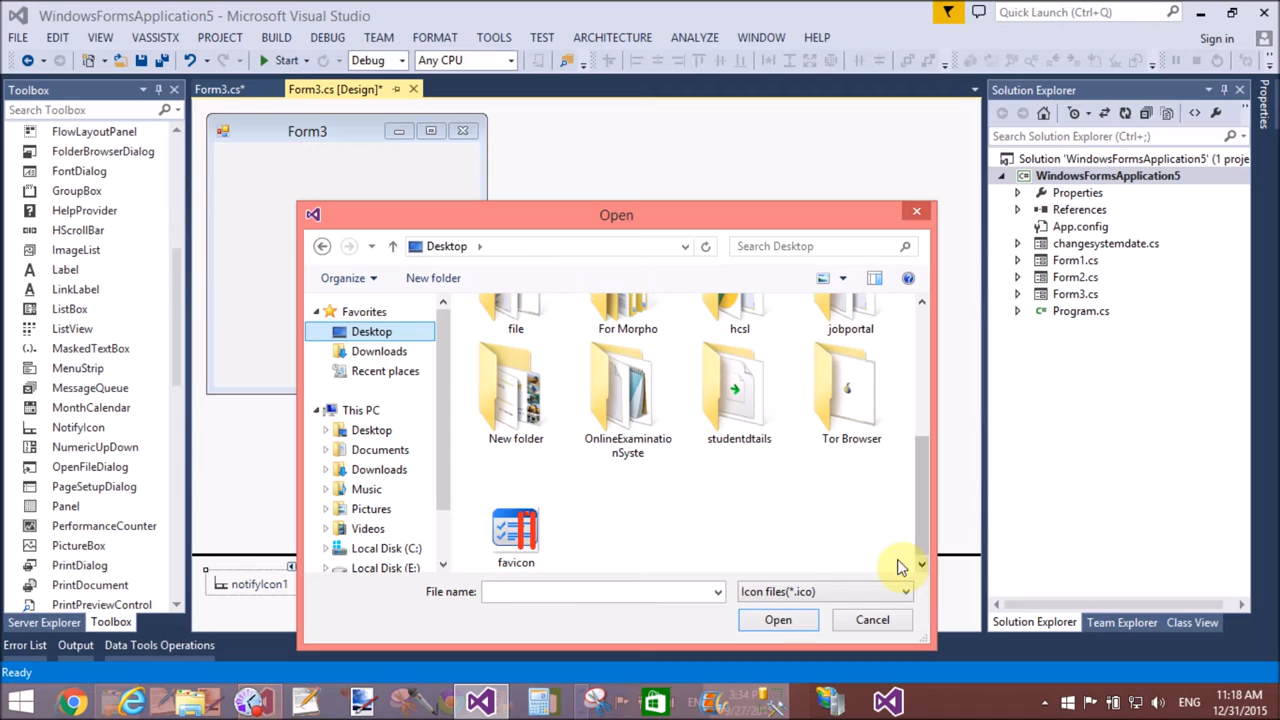 WindowsFormsApplication5 - Microsoft Visual Studio
Quick Launch (Ctrl+Q)
FILE EDIT VIEW VASSISTX PROJECT BUILD DEBUG TEAM FORMAT TOOLS TEST ARCHITECTURE ANALYZE WINDOW HELP
Sign in
Start Debug Any CPU
Toolbox
Form3.cs* Form3.cs [Design]*
Solution Explorer
Properties
Search Toolbox
Search Solution Explorer (Ctrl+;)
FlowLayoutPanel
FolderBrowserDialog
FontDialog
GroupBox
HelpProvider
HScrollBar
ImageList
Label
LinkLabel
ListBox
ListView
MaskedTextBox
MenuStrip
MessageQueue
MonthCalendar
NotifyIcon
NumericUpDown
OpenFileDialog
PageSetupDialog
Panel
PerformanceCounter
PictureBox
PrintDialog
PrintDocument
PrintPreviewControl
Form3
Solution 'WindowsFormsApplication5' (1 proje
WindowsFormsApplication5
Properties
References
App.config
changesystemdate.cs
Form1.cs
Form2.cs
Form3.cs
Program.cs
Open
Desktop
Search Desktop
Organize New folder
Favorites
Desktop
Downloads
Recent places
This PC
Desktop
Documents
Downloads
Music
Pictures
Videos
Local Disk (C:)
Local Disk (E:)
file For Morpho hcsl jobportal
New folder OnlineExaminatio
nSyste studentdtails Tor Browser
favicon
File name: Icon files(*.ico)
Open Cancel
notifyIcon1
Server Explorer Toolbox
Solution Explorer Team Explorer Class View
Error List Output Data Tools Operations
Ready
3:34 PM
9/27/20
ENG
11:18 AM
12/31/2015